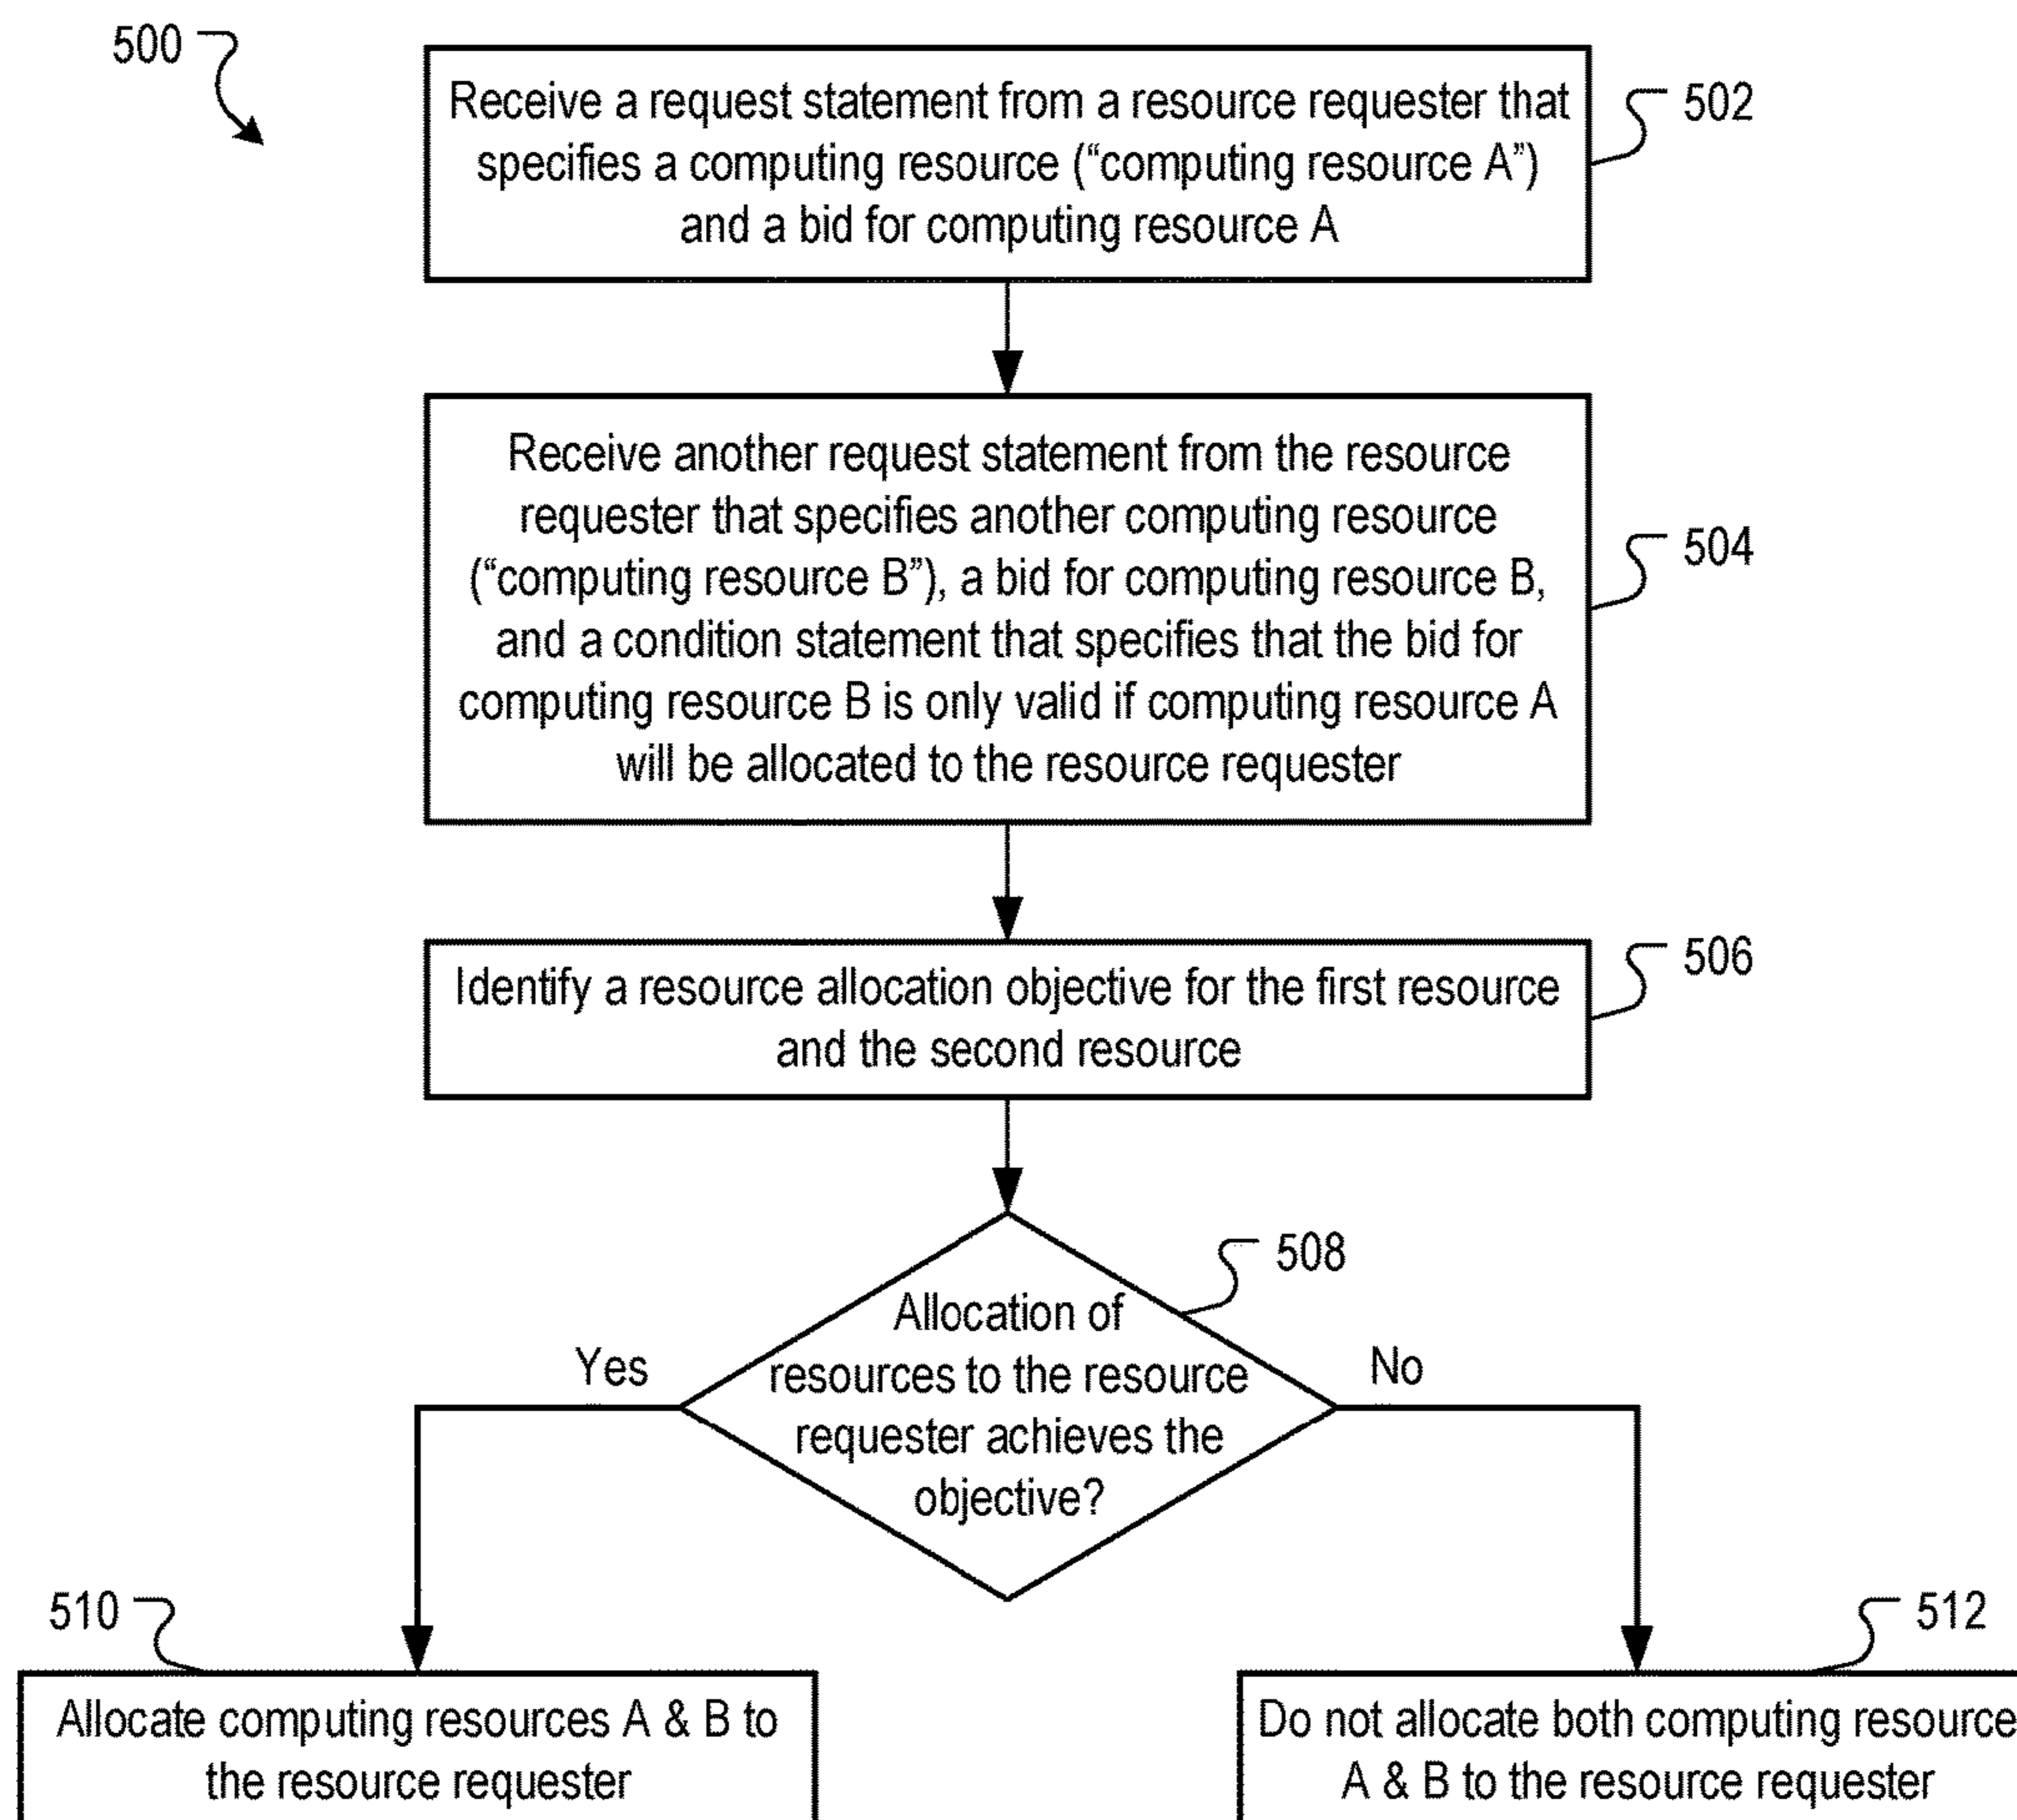 500
Receive a request statement from a resource requester that
specifies a computing resource (“computing resource A”)
and a bid for computing resource A
502
Receive another request statement from the resource
requester that specifies another computing resource
(“computing resource B”), a bid for computing resource B,
and a condition statement that specifies that the bid for
computing resource B is only valid if computing resource A
will be allocated to the resource requester
504
Identify a resource allocation objective for the first resource
and the second resource
506
Allocation of
resources to the resource
requester achieves the
objective?
508
Yes
No
510
Allocate computing resources A & B to
the resource requester
512
Do not allocate both computing resource
A & B to the resource requester